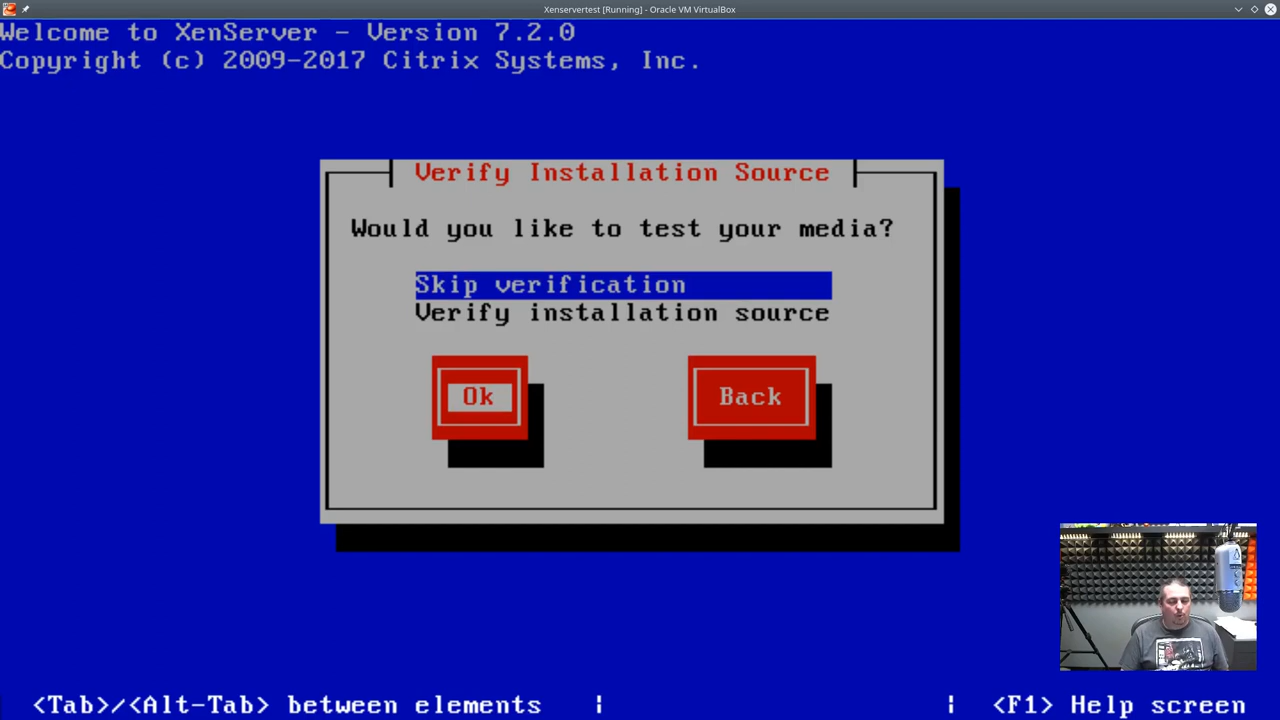 Xenservertest [Running] - Oracle VM VirtualBox
Welcome to XenServer - Version 7.2.0
Copyright (c) 2009-2017 Citrix Systems, Inc.
Verify Installation Source
Would you like to test your media?
Skip verification
Verify installation source
Ok Back
<Tab>/<Alt-Tab> between elements | | <F1> Help screen